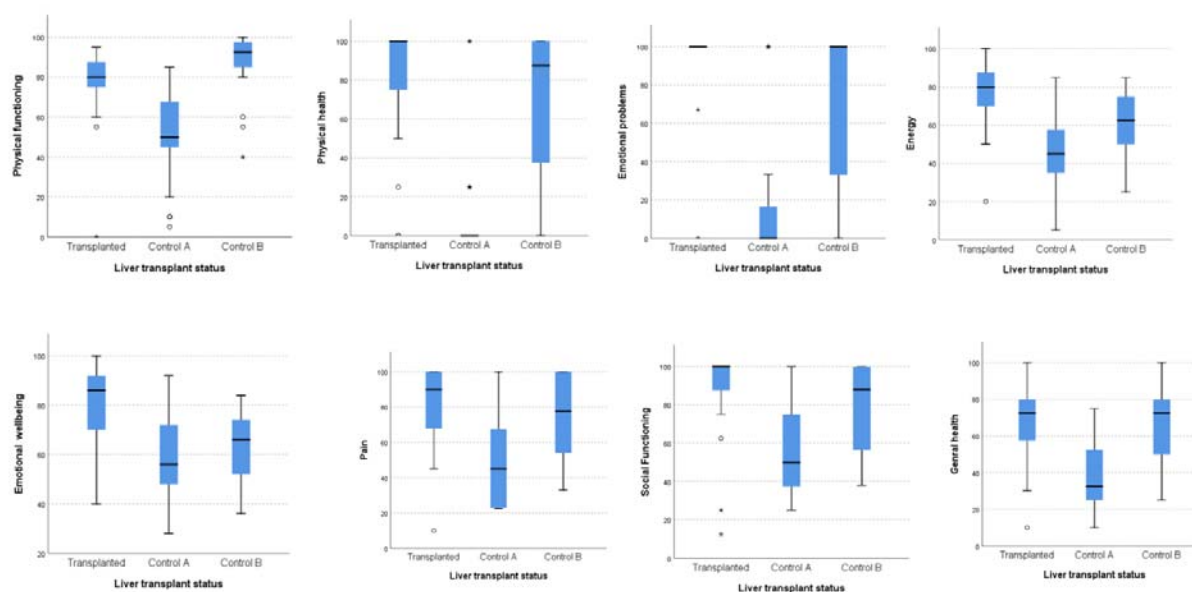 Physical functioning
100
80
60
40
20
0
Transplanted Control A Control B
Liver transplant status
Physical health
100
80
60
40
20
0
Transplanted Control A Control B
Liver transplant status
Emotional problems
100
80
60
40
20
0
Transplanted Control A Control B
Liver transplant status
Energy
100
80
60
40
20
0
Transplanted Control A Control B
Liver transplant status
Emotional wellbeing
100
80
60
40
20
Transplanted Control A Control B
Liver transplant status
Pain
100
80
60
40
20
0
Transplanted Control A Control B
Liver transplant status
Social Functioning
100
80
60
40
20
0
Transplanted Control A Control B
Liver transplant status
Genral health
100
80
60
40
20
0
Transplanted Control A Control B
Liver transplant status